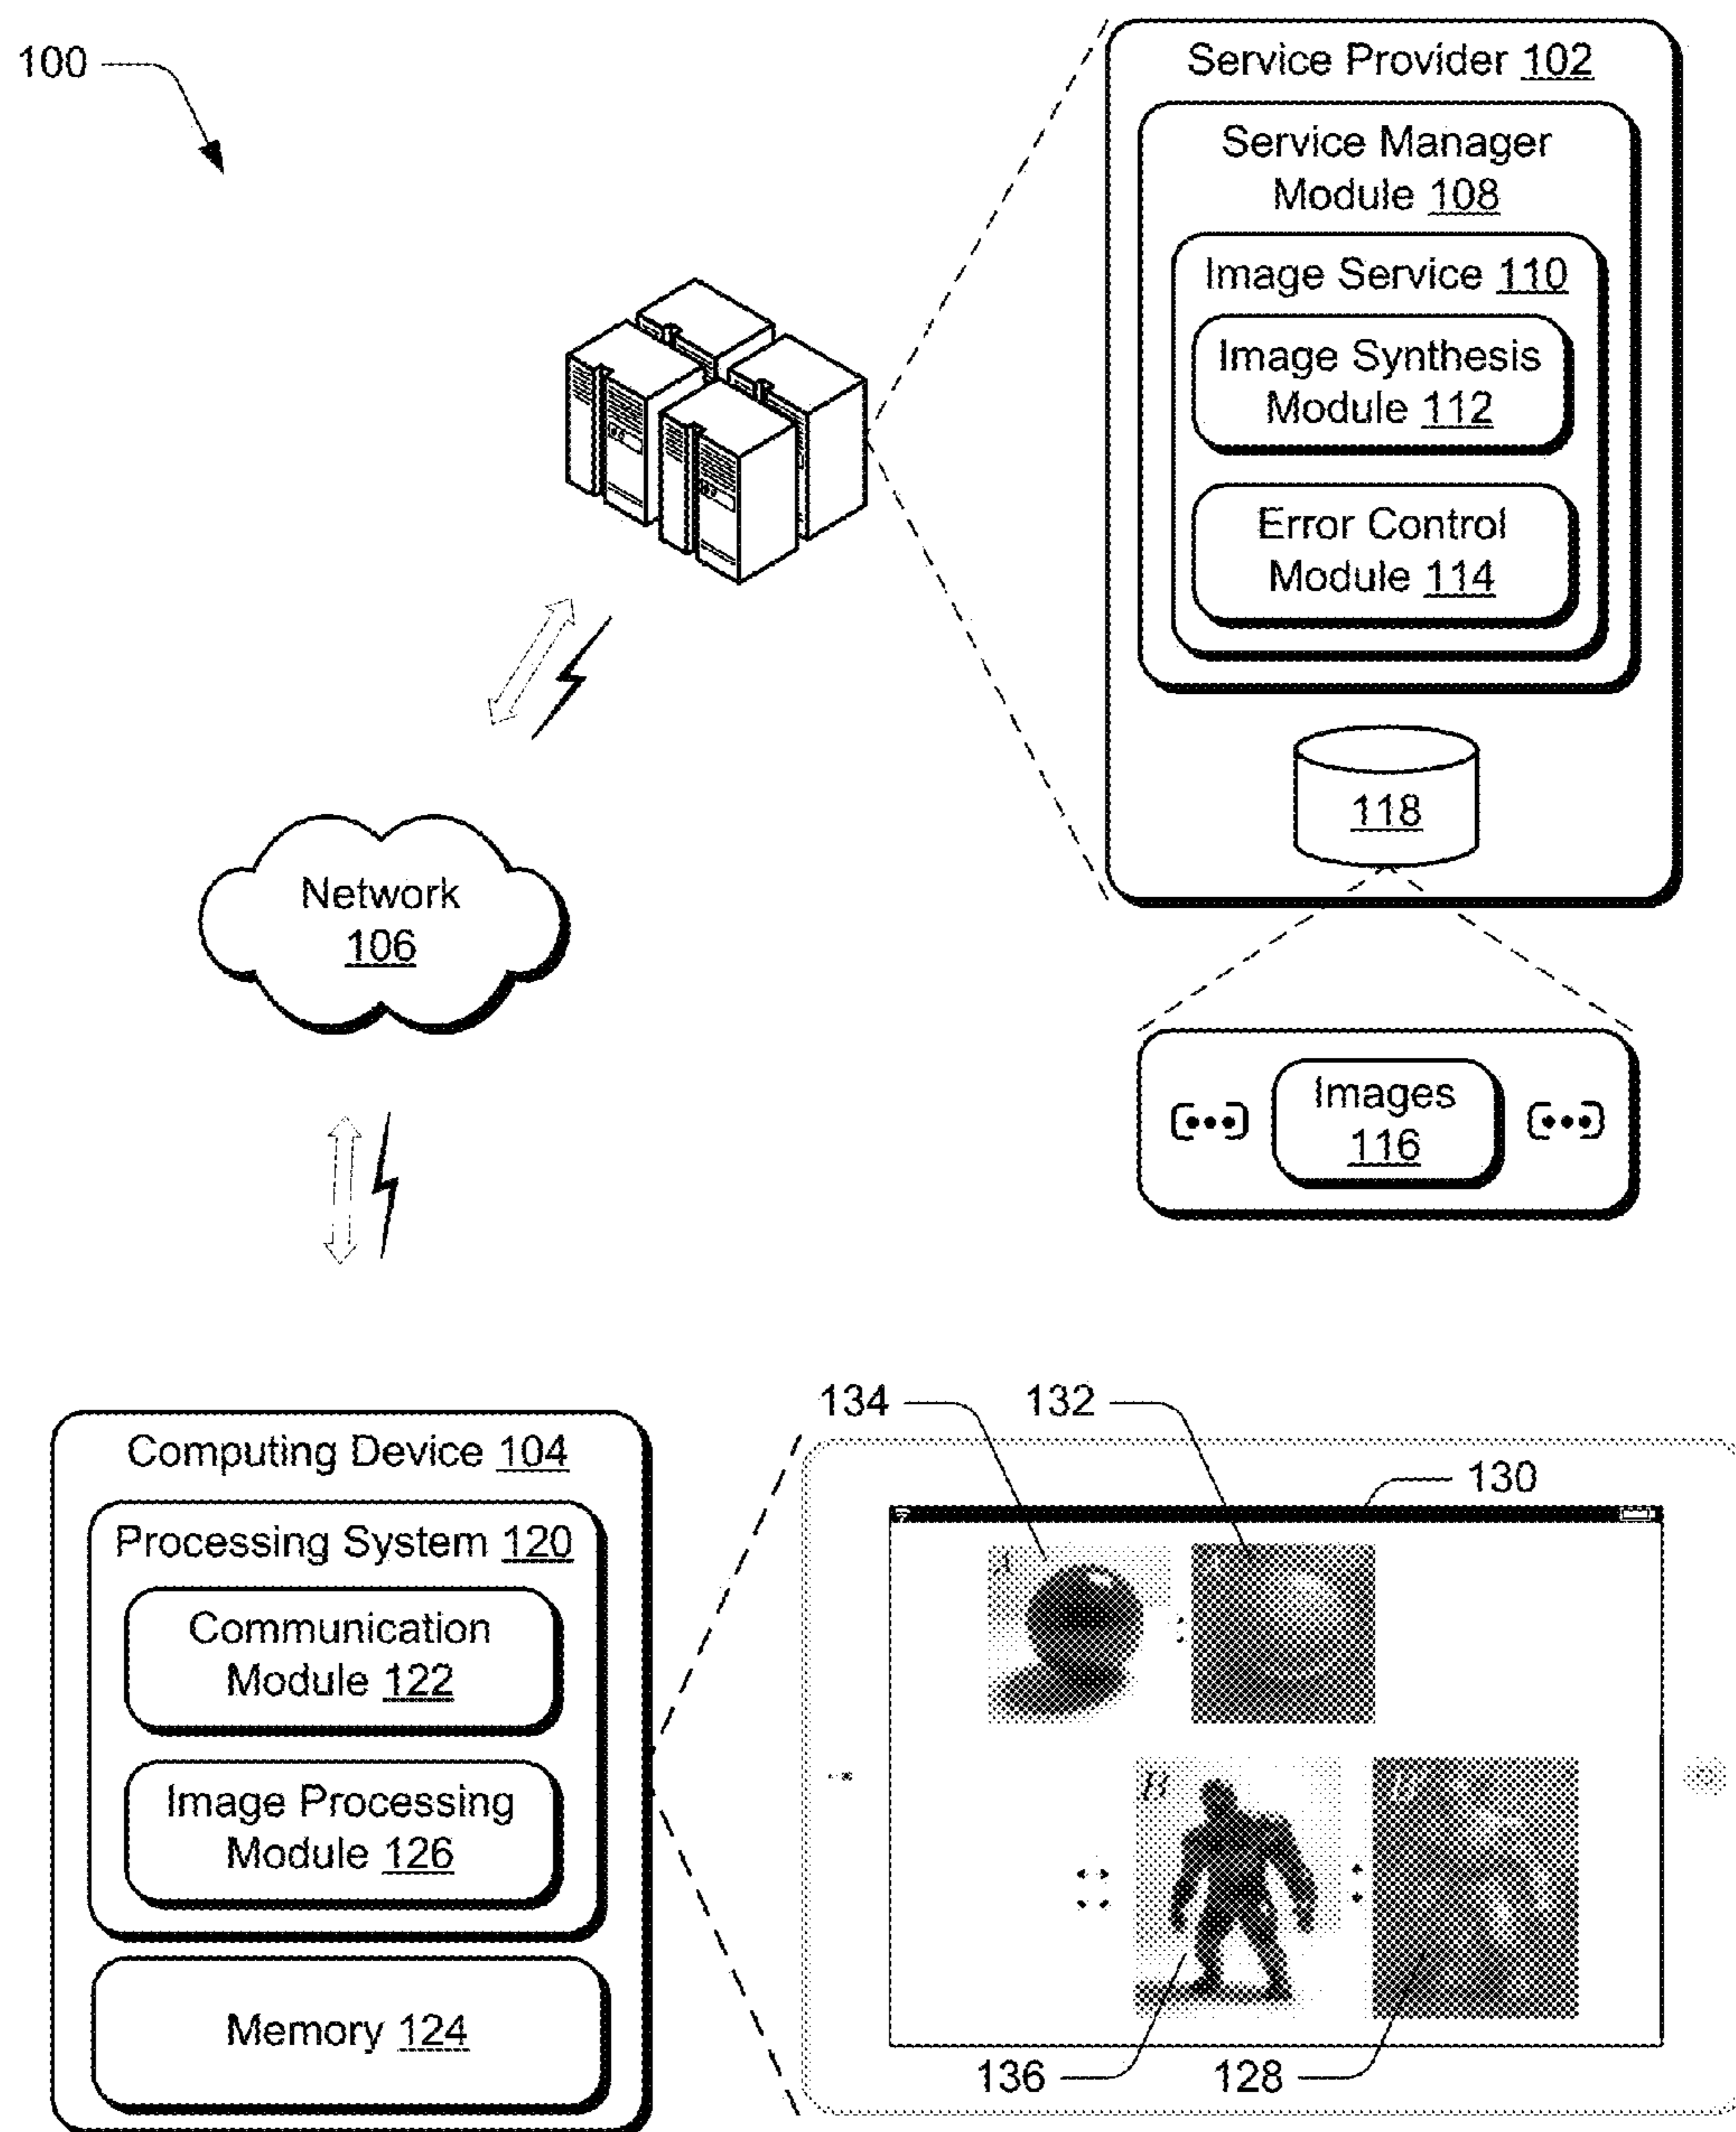 100
Service Provider 102
Service Manager
Module 108
Image Service 110
Image Synthesis
Module 112
Error Control
Module 114
118
Network
106
Images
116
134
132
Computing Device 104
130
Processing System 120
Communication
Module 122
Image Processing
Module 126
Memory 124
A
B
136
128